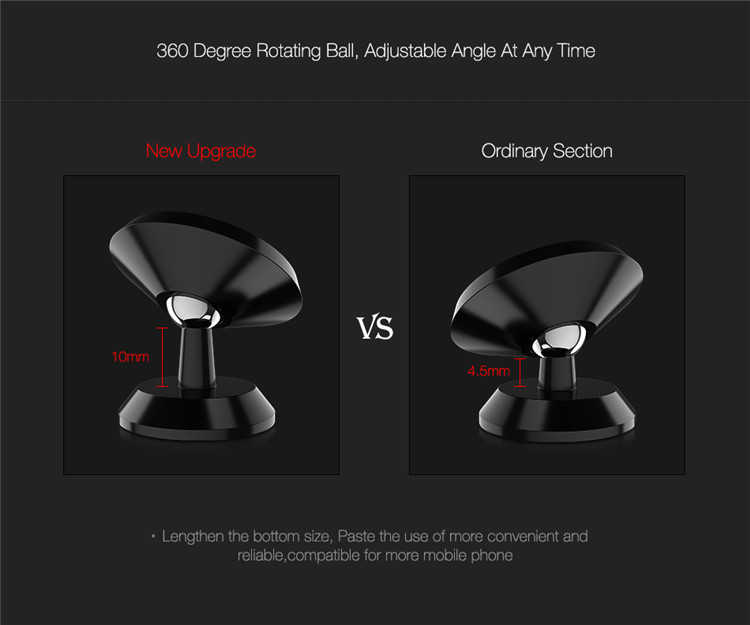 360 Degree Rotating Ball, Adjustable Angle At Any Time
New Upgrade
Ordinary Section
10mm
VS
4.5mm
· Lengthen the bottom size, Paste the use of more convenient and
reliable,compatible for more mobile phone